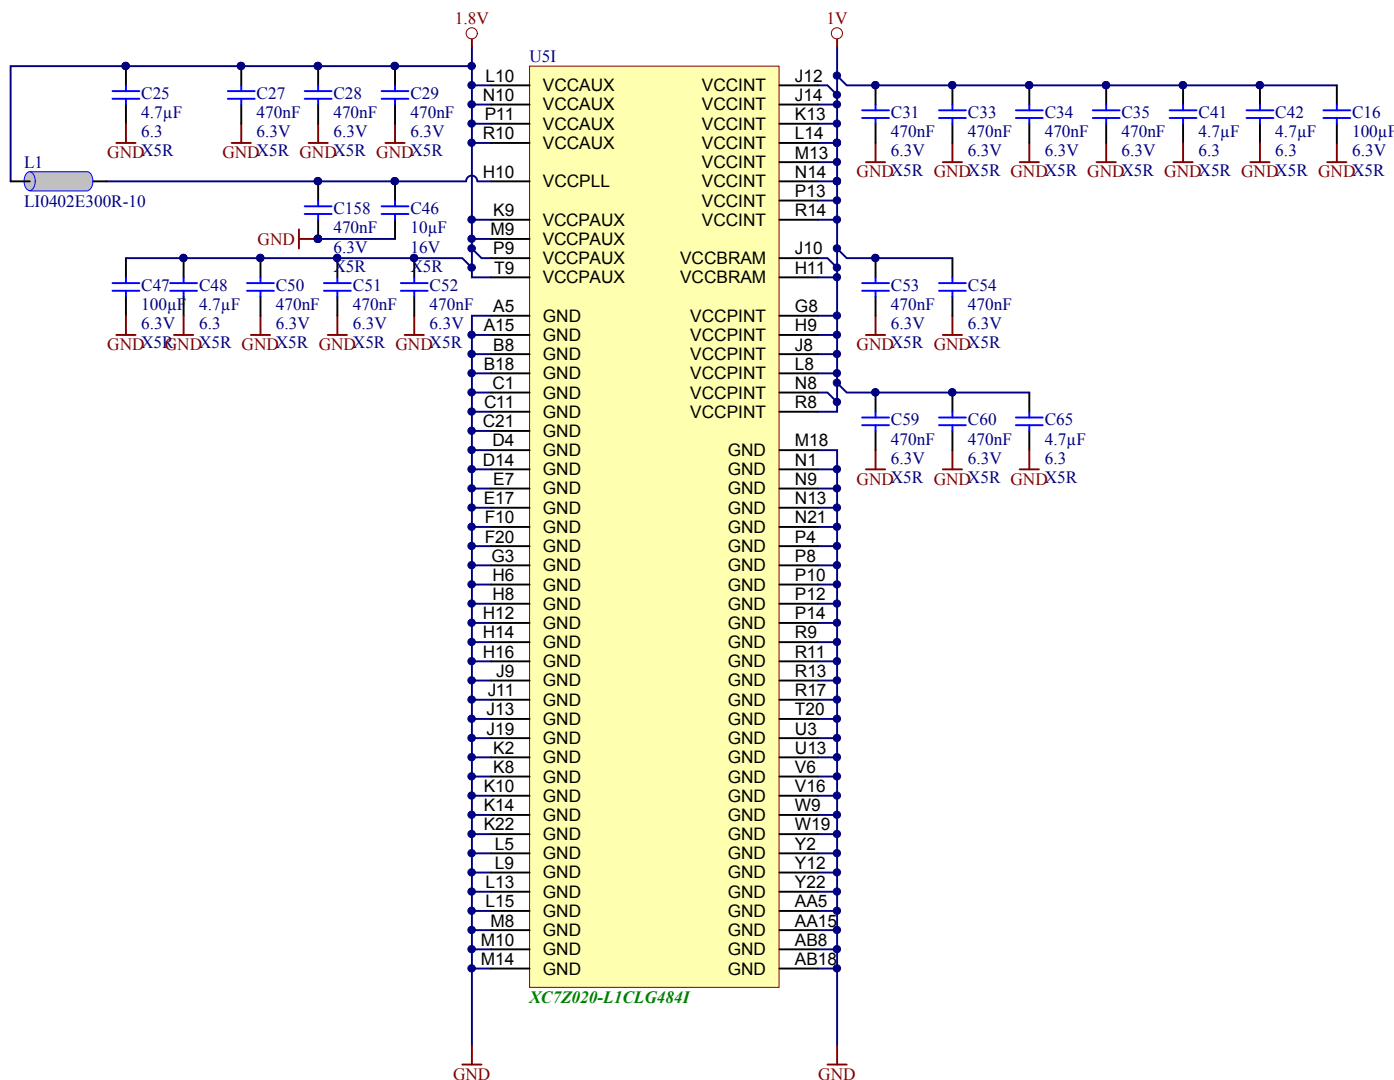 1.8V
1V
U5I
C25
4.7µF
6.3
X5R
GND
C27
470nF
6.3V
X5R
GND
C28
470nF
6.3V
X5R
GND
C29
470nF
6.3V
X5R
GND
L1
LI0402E300R-10
C158
470nF
6.3V
X5R
C46
10µF
16V
X5R
GND
C47
100µF
6.3V
X5R
GND
C48
4.7µF
6.3
X5R
GND
C50
470nF
6.3V
X5R
GND
C51
470nF
6.3V
X5R
GND
C52
470nF
6.3V
X5R
GND
L10 VCCAUX
N10 VCCAUX
P11 VCCAUX
R10 VCCAUX
H10 VCCPLL
K9 VCCPAUX
M9 VCCPAUX
P9 VCCPAUX
T9 VCCPAUX
A5 GND
A15 GND
B8 GND
B18 GND
C1 GND
C11 GND
C21 GND
D4 GND
D14 GND
E7 GND
E17 GND
F10 GND
F20 GND
G3 GND
H6 GND
H8 GND
H12 GND
H14 GND
H16 GND
J9 GND
J11 GND
J13 GND
J19 GND
K2 GND
K8 GND
K10 GND
K14 GND
K22 GND
L5 GND
L9 GND
L13 GND
L15 GND
M8 GND
M10 GND
M14 GND
VCCINT J12
VCCINT J14
VCCINT K13
VCCINT L14
VCCINT M13
VCCINT N14
VCCINT P13
VCCINT R14
VCCBRAM J10
VCCBRAM H11
VCCPINT G8
VCCPINT H9
VCCPINT J8
VCCPINT L8
VCCPINT N8
VCCPINT R8
GND M18
GND N1
GND N9
GND N13
GND N21
GND P4
GND P8
GND P10
GND P12
GND P14
GND R9
GND R11
GND R13
GND R17
GND T20
GND U3
GND U13
GND V6
GND V16
GND W9
GND W19
GND Y2
GND Y12
GND Y22
GND AA5
GND AA15
GND AB8
GND AB18
C31
470nF
6.3V
X5R
GND
C33
470nF
6.3V
X5R
GND
C34
470nF
6.3V
X5R
GND
C35
470nF
6.3V
X5R
GND
C41
4.7µF
6.3
X5R
GND
C42
4.7µF
6.3
X5R
GND
C16
100µF
6.3V
X5R
GND
C53
470nF
6.3V
X5R
GND
C54
470nF
6.3V
X5R
GND
C59
470nF
6.3V
X5R
GND
C60
470nF
6.3V
X5R
GND
C65
4.7µF
6.3
X5R
GND
XC7Z020-L1CLG484I
GND
GND